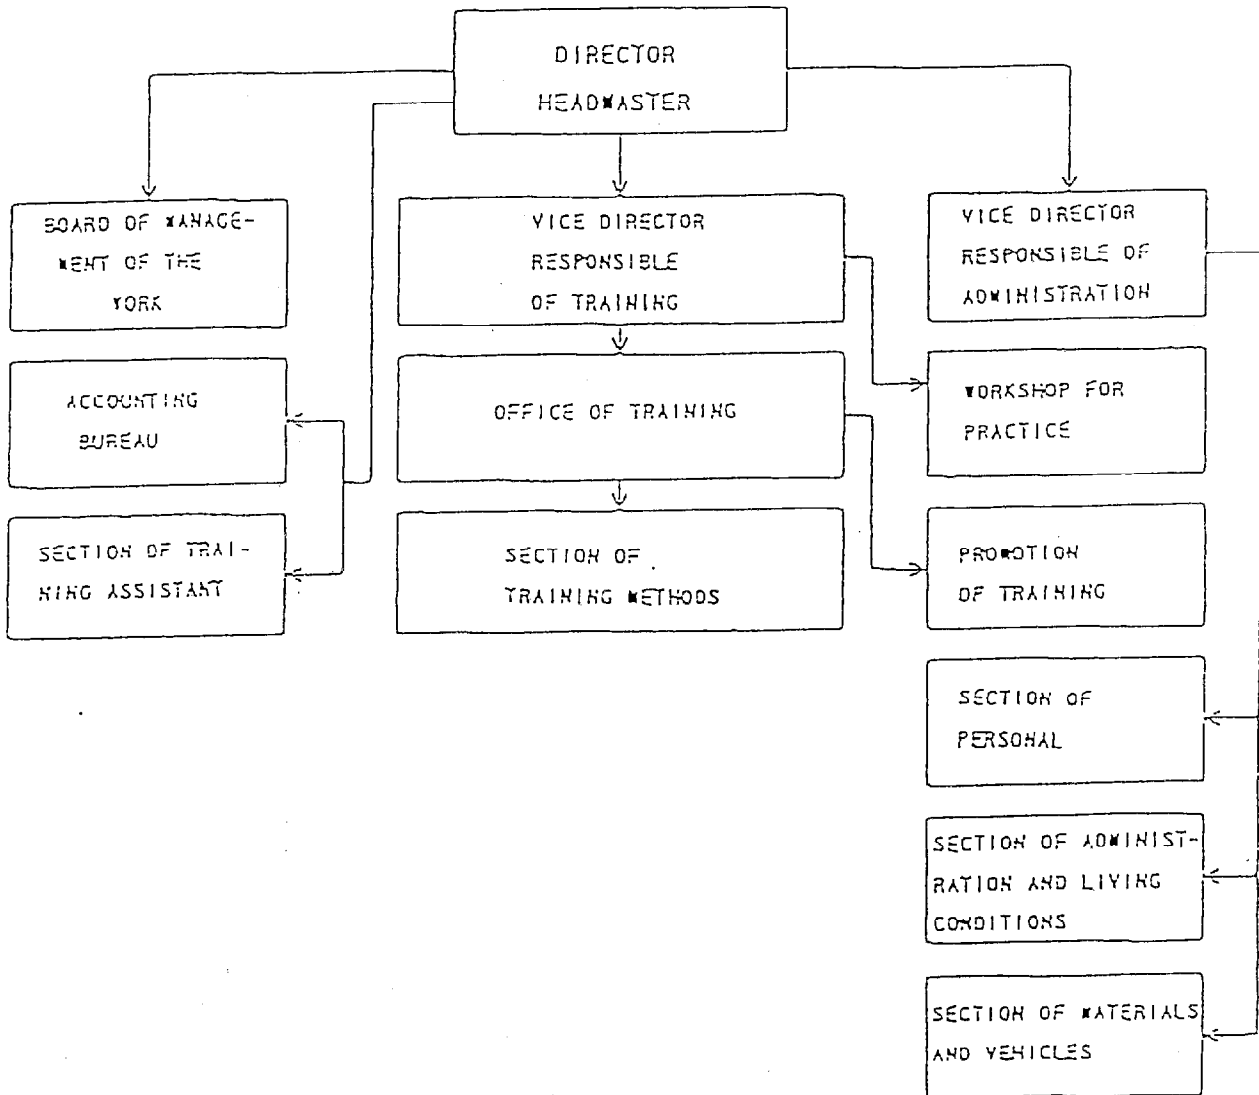 DIRECTOR
HEADMASTER
BOARD OF MANAGE-
MENT OF THE
WORK
VICE DIRECTOR
RESPONSIBLE
OF TRAINING
VICE DIRECTOR
RESPONSIBLE OF
ADMINISTRATION
ACCOUNTING
BUREAU
OFFICE OF TRAINING
WORKSHOP FOR
PRACTICE
SECTION OF TRAI-
NING ASSISTANT
SECTION OF
TRAINING METHODS
PROMOTION
OF TRAINING
SECTION OF
PERSONAL
SECTION OF ADMINIST-
RATION AND LIVING
CONDITIONS
SECTION OF MATERIALS
AND VEHICLES